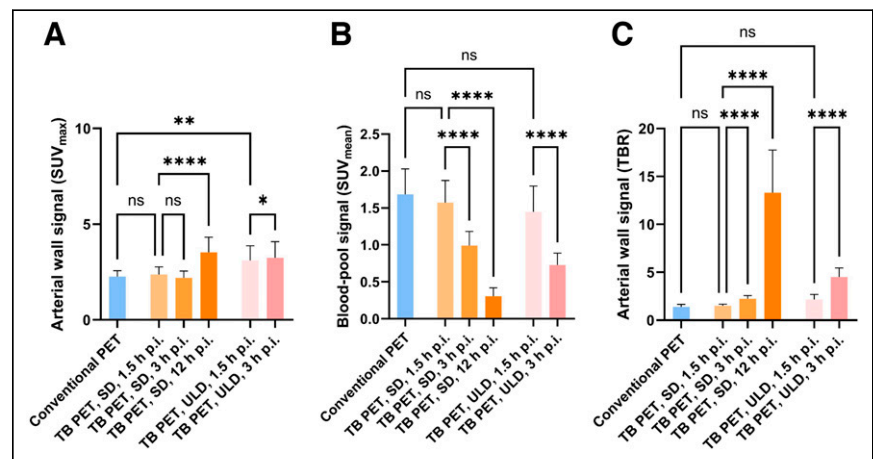 A
Arterial wall signal (SUVmax)
10
5
0
ns
**
****
ns
*
Conventional PET
TB PET, SD, 1.5 h p.i.
TB PET, SD, 3 h p.i.
TB PET, SD, 12 h p.i.
TB PET, ULD, 1.5 h p.i.
TB PET, ULD, 3 h p.i.
B
Blood-pool signal (SUVmean)
2.5
2.0
1.5
1.0
0.5
0.0
ns
ns
****
****
****
Conventional PET
TB PET, SD, 1.5 h p.i.
TB PET, SD, 3 h p.i.
TB PET, SD, 12 h p.i.
TB PET, ULD, 1.5 h p.i.
TB PET, ULD, 3 h p.i.
C
Arterial wall signal (TBR)
20
15
10
5
0
ns
****
ns
****
****
Conventional PET
TB PET, SD, 1.5 h p.i.
TB PET, SD, 3 h p.i.
TB PET, SD, 12 h p.i.
TB PET, ULD, 1.5 h p.i.
TB PET, ULD, 3 h p.i.